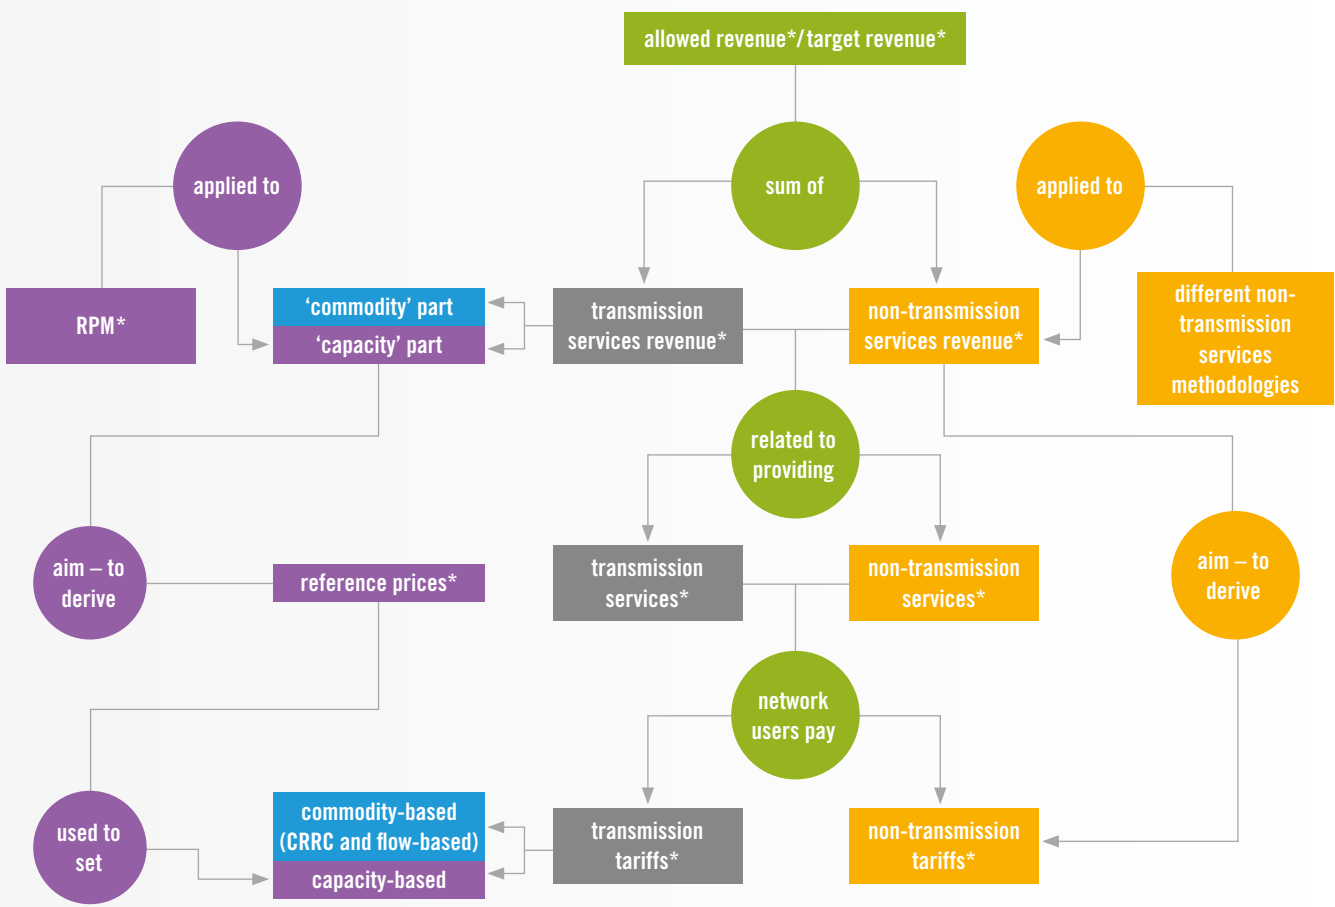 allowed revenue*/target revenue*
applied to
sum of
applied to
RPM*
‘commodity’ part
‘capacity’ part
transmission
services revenue*
non-transmission
services revenue*
different non-
transmission
services
methodologies
related to
providing
aim – to
derive
reference prices*
transmission
services*
non-transmission
services*
aim – to
derive
network
users pay
used to
set
commodity-based
(CRRC and flow-based)
capacity-based
transmission
tariffs*
non-transmission
tariffs*